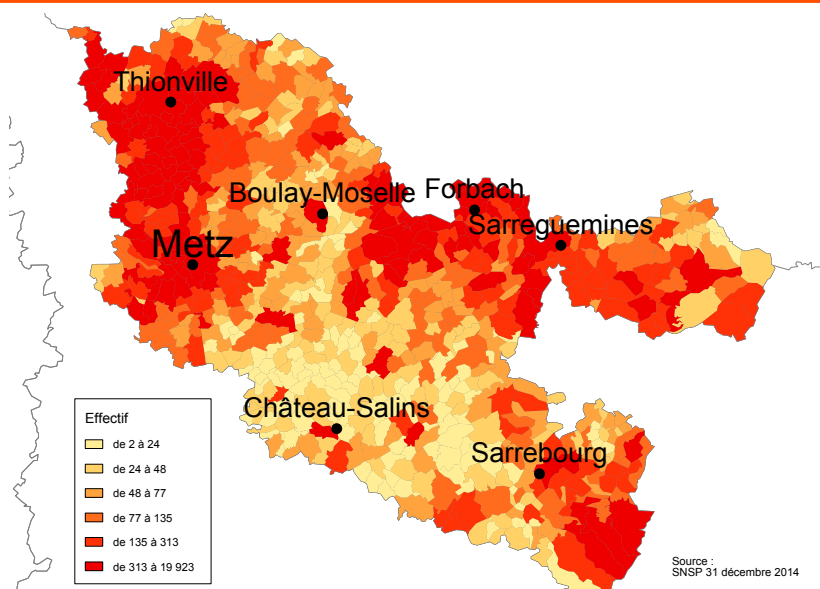 Thionville
Boulay-Moselle
Forbach
Sarreguemines
Metz
Château-Salins
Sarrebourg
Effectif
de 2 à 24
de 24 à 48
de 48 à 77
de 77 à 135
de 135 à 313
de 313 à 19 923
Source :
SNSP 31 décembre 2014